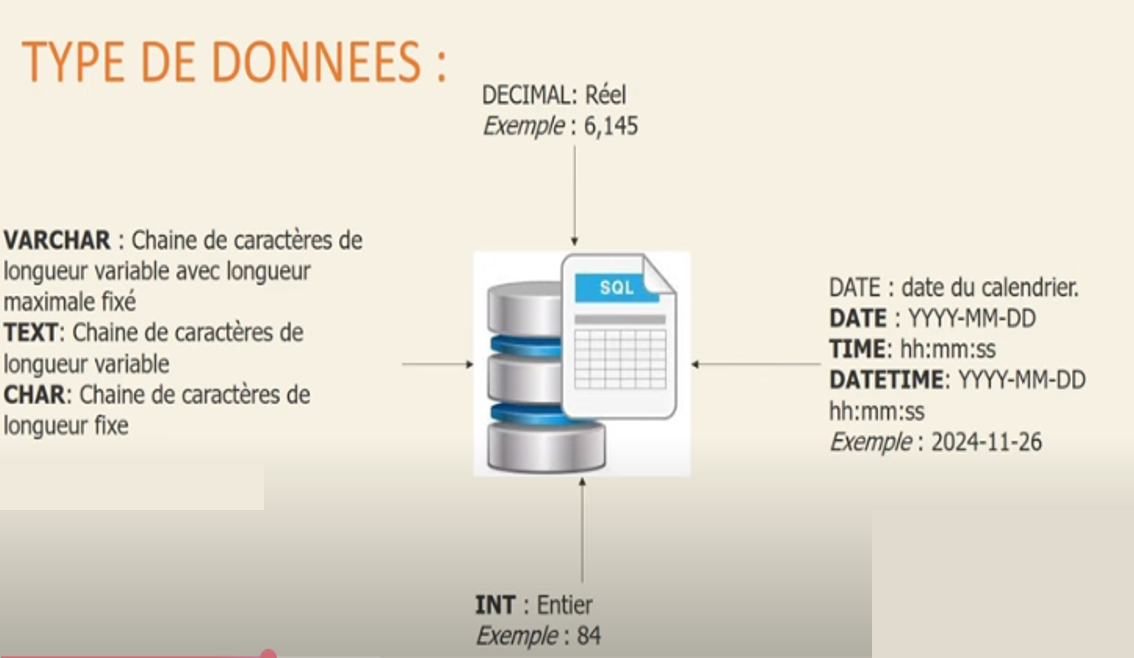 TYPE DE DONNEES :
DECIMAL: Réel
Exemple : 6,145
VARCHAR : Chaine de caractères de
longueur variable avec longueur
maximale fixé
TEXT: Chaine de caractères de
longueur variable
CHAR: Chaine de caractères de
longueur fixe
SQL
DATE : date du calendrier.
DATE : YYYY-MM-DD
TIME: hh:mm:ss
DATETIME: YYYY-MM-DD
hh:mm:ss
Exemple : 2024-11-26
INT : Entier
Exemple : 84